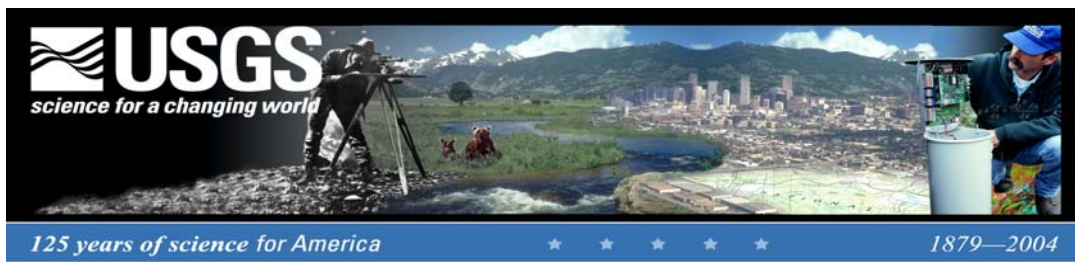 USGS
science for a changing world
125 years of science for America
1879—2004